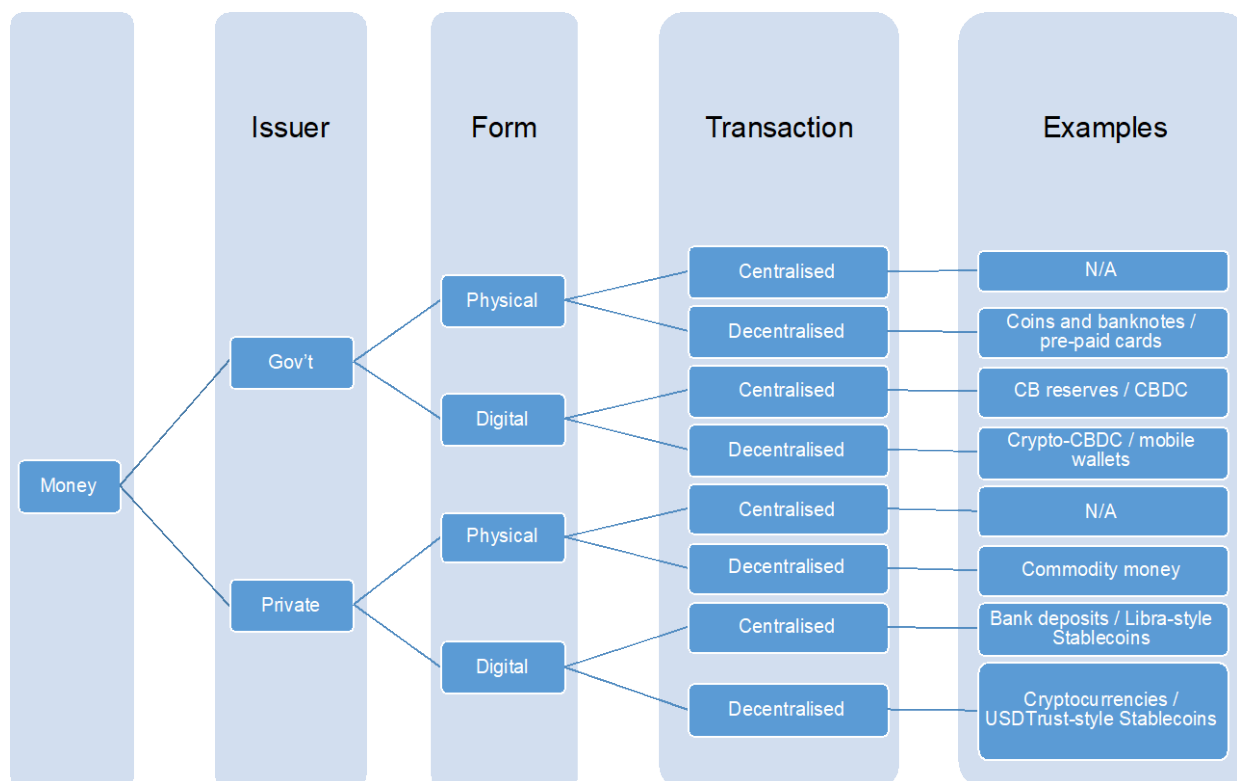 Issuer
Form
Transaction
Examples
Centralised
N/A
Physical
Decentralised
Coins and banknotes /
pre-paid cards
Gov't
Centralised
CB reserves / CBDC
Digital
Decentralised
Crypto-CBDC / mobile
wallets
Money
Centralised
N/A
Physical
Decentralised
Commodity money
Private
Centralised
Bank deposits / Libra-style
Stablecoins
Digital
Decentralised
Cryptocurrencies /
USDTrust-style Stablecoins